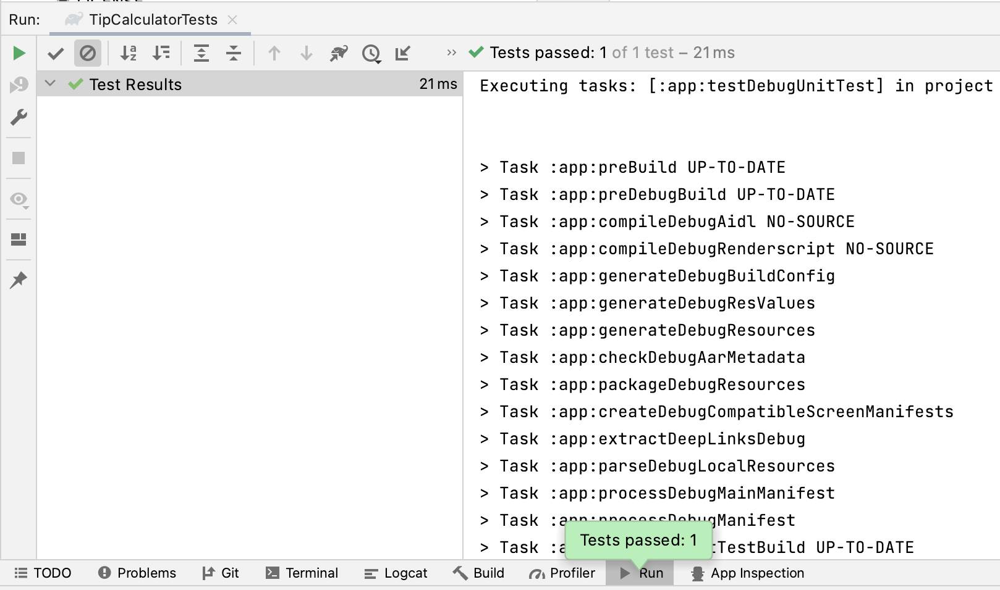 LICENSE
Run: TipCalculatorTests
Tests passed: 1 of 1 test – 21 ms
Test Results 21 ms
Executing tasks: [:app:testDebugUnitTest] in project
> Task :app:preBuild UP-TO-DATE
> Task :app:preDebugBuild UP-TO-DATE
> Task :app:compileDebugAidl NO-SOURCE
> Task :app:compileDebugRenderscript NO-SOURCE
> Task :app:generateDebugBuildConfig
> Task :app:generateDebugResValues
> Task :app:generateDebugResources
> Task :app:checkDebugAarMetadata
> Task :app:packageDebugResources
> Task :app:createDebugCompatibleScreenManifests
> Task :app:extractDeepLinksDebug
> Task :app:parseDebugLocalResources
> Task :app:processDebugMainManifest
> Task :app:processDebugManifest
> Task :a TestBuild UP-TO-DATE
Tests passed: 1
TODO Problems Git Terminal Logcat Build Profiler Run App Inspection